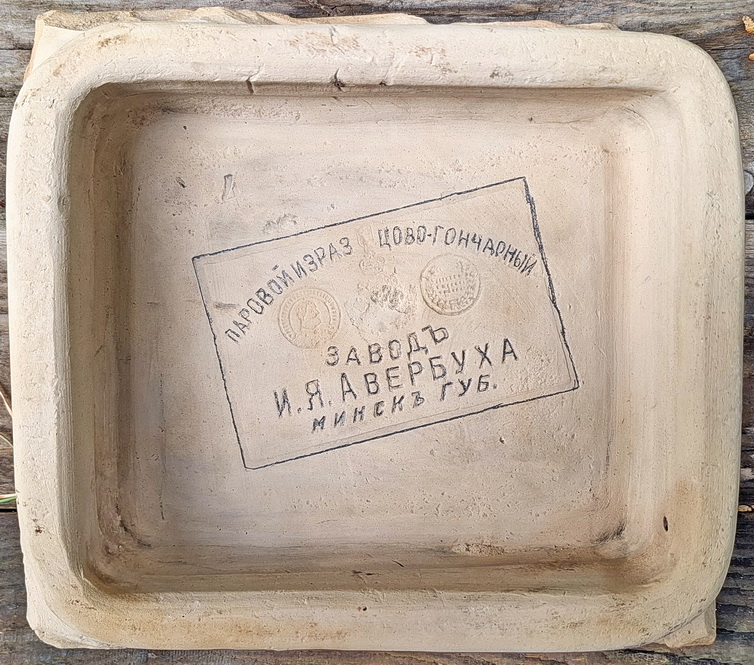 ПАРОВОЙ ИЗРАЗЦОВО-ГОНЧАРНЫЙ
ЗАВОДЪ
И.Я.АВЕРБУХА
МИНСКЪ ГУБ.